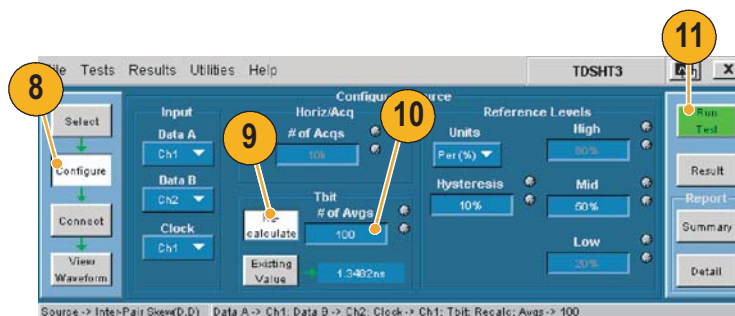 11
File Tests Results Utilities Help TDSHT3 X
8
Configure Source
Input Horiz/Acq 10 Reference Levels
Select Data A 9 # of Acqs Units High Run Test
Ch1 10k Per(%) 80%
Configure Data B Hysteresis Mid Result
Ch2 Tbit 10% 50% Report
Clock # of Avgs
Connect Ch1 calculate 100 Low Summary
View Waveform Existing Value 1.3482ns 20% Detail
Source -> Inter-Pair Skew(D,D) Data A -> Ch1; Data B -> Ch2; Clock -> Ch1; Tbit: Recalc; Avgs -> 100